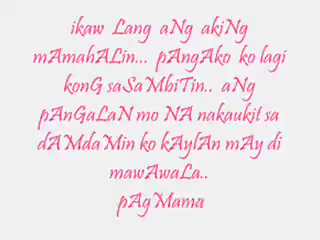 ikaw Lang aNg akiNg
mAmahALin... pAngAko ko lagi
konG saSaMbiTin.. aNg
pAnGaLaN mo NA nakaukit sa
dAMdaMin ko kAylAn mAy di
mawAwaLa..
pAgMama